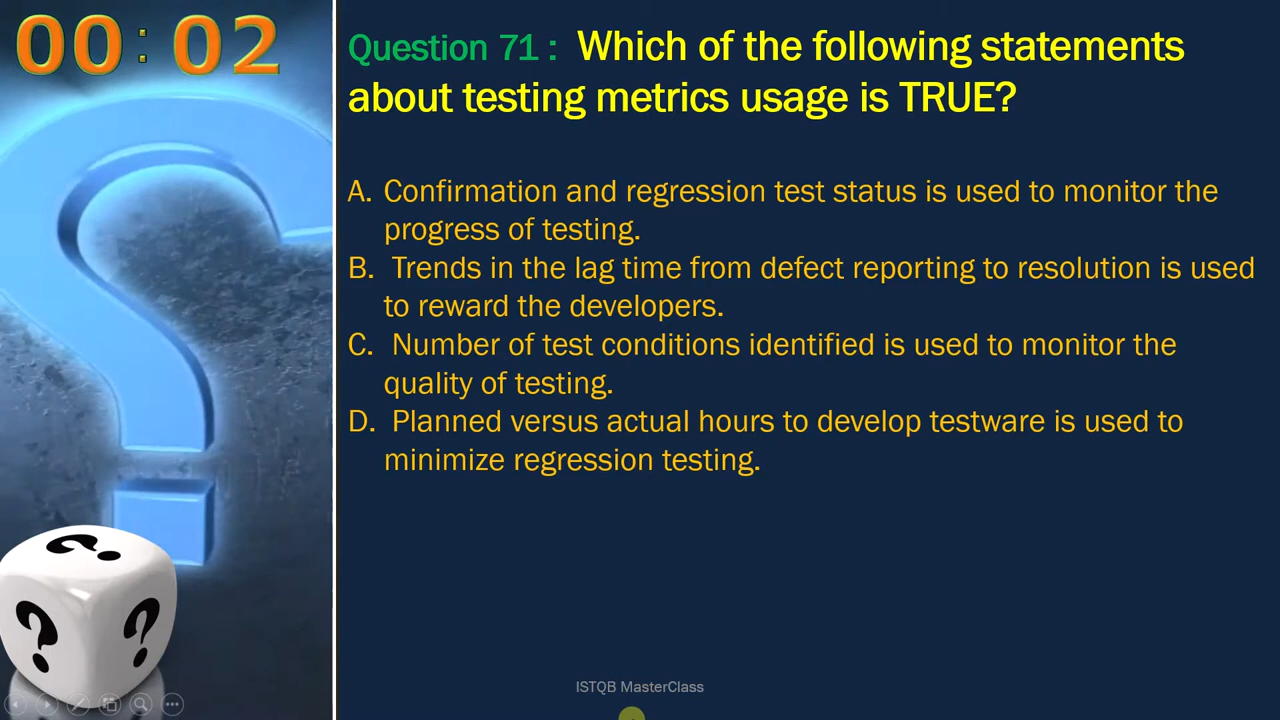 00:02
Question 71 : Which of the following statements
about testing metrics usage is TRUE?
A. Confirmation and regression test status is used to monitor the
progress of testing.
B. Trends in the lag time from defect reporting to resolution is used
to reward the developers.
C. Number of test conditions identified is used to monitor the
quality of testing.
D. Planned versus actual hours to develop testware is used to
minimize regression testing.
? ? ?
ISTQB MasterClass